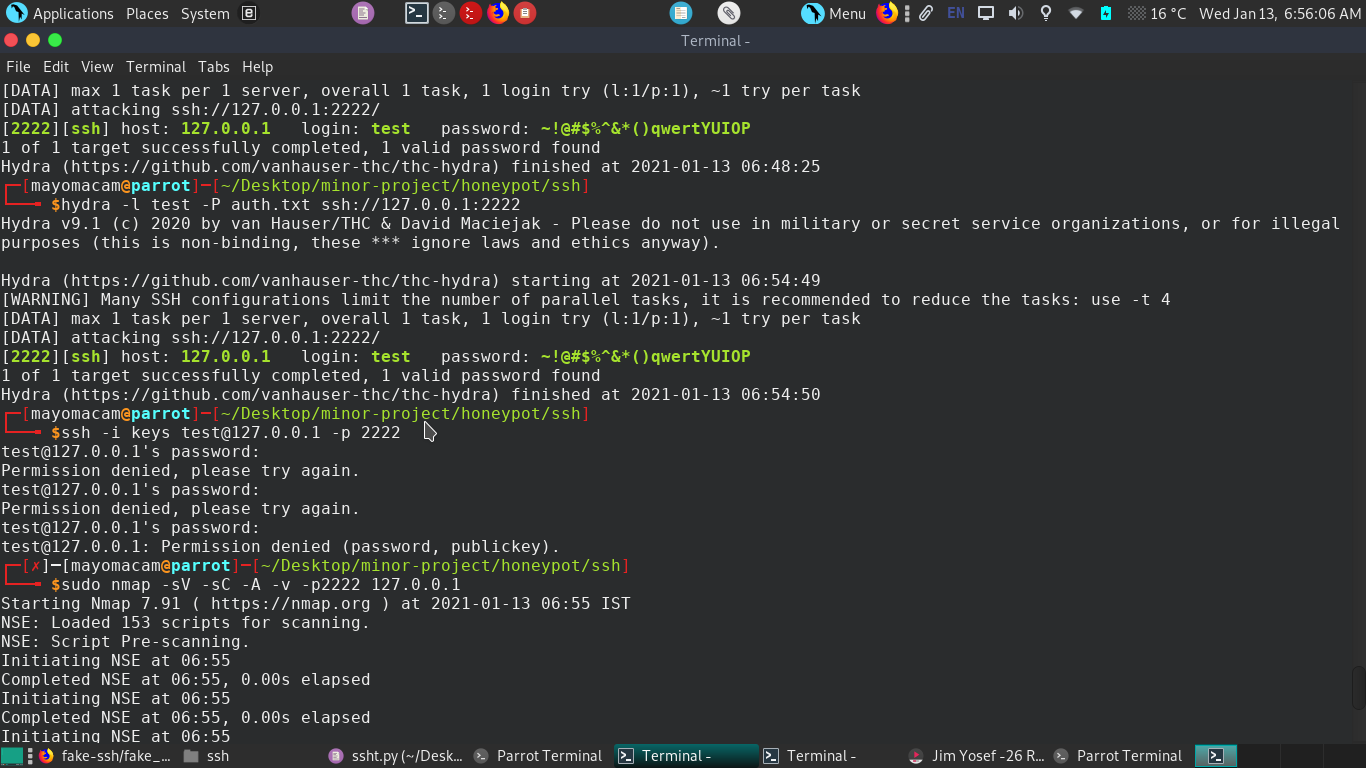 Applications Places System Menu EN 16 °C Wed Jan 13, 6:56:06 AM
Terminal -
File Edit View Terminal Tabs Help
[DATA] max 1 task per 1 server, overall 1 task, 1 login try (l:1/p:1), ~1 try per task
[DATA] attacking ssh://127.0.0.1:2222/
[2222][ssh] host: 127.0.0.1   login: test   password: ~!@#$%^&*()qwertYUIOP
1 of 1 target successfully completed, 1 valid password found
Hydra (https://github.com/vanhauser-thc/thc-hydra) finished at 2021-01-13 06:48:25
┌─[mayomacam@parrot]─[~/Desktop/minor-project/honeypot/ssh]
└──╼ $hydra -l test -P auth.txt ssh://127.0.0.1:2222
Hydra v9.1 (c) 2020 by van Hauser/THC & David Maciejak - Please do not use in military or secret service organizations, or for illegal
purposes (this is non-binding, these *** ignore laws and ethics anyway).
Hydra (https://github.com/vanhauser-thc/thc-hydra) starting at 2021-01-13 06:54:49
[WARNING] Many SSH configurations limit the number of parallel tasks, it is recommended to reduce the tasks: use -t 4
[DATA] max 1 task per 1 server, overall 1 task, 1 login try (l:1/p:1), ~1 try per task
[DATA] attacking ssh://127.0.0.1:2222/
[2222][ssh] host: 127.0.0.1   login: test   password: ~!@#$%^&*()qwertYUIOP
1 of 1 target successfully completed, 1 valid password found
Hydra (https://github.com/vanhauser-thc/thc-hydra) finished at 2021-01-13 06:54:50
┌─[mayomacam@parrot]─[~/Desktop/minor-project/honeypot/ssh]
└──╼ $ssh -i keys test@127.0.0.1 -p 2222
test@127.0.0.1's password:
Permission denied, please try again.
test@127.0.0.1's password:
Permission denied, please try again.
test@127.0.0.1's password:
test@127.0.0.1: Permission denied (password, publickey).
┌─[✗]─[mayomacam@parrot]─[~/Desktop/minor-project/honeypot/ssh]
└──╼ $sudo nmap -sV -sC -A -v -p2222 127.0.0.1
Starting Nmap 7.91 ( https://nmap.org ) at 2021-01-13 06:55 IST
NSE: Loaded 153 scripts for scanning.
NSE: Script Pre-scanning.
Initiating NSE at 06:55
Completed NSE at 06:55, 0.00s elapsed
Initiating NSE at 06:55
Completed NSE at 06:55, 0.00s elapsed
Initiating NSE at 06:55
fake-ssh/fake_... ssh ssht.py (~/Desk... Parrot Terminal Terminal - Terminal - Jim Yosef -26 R... Parrot Terminal